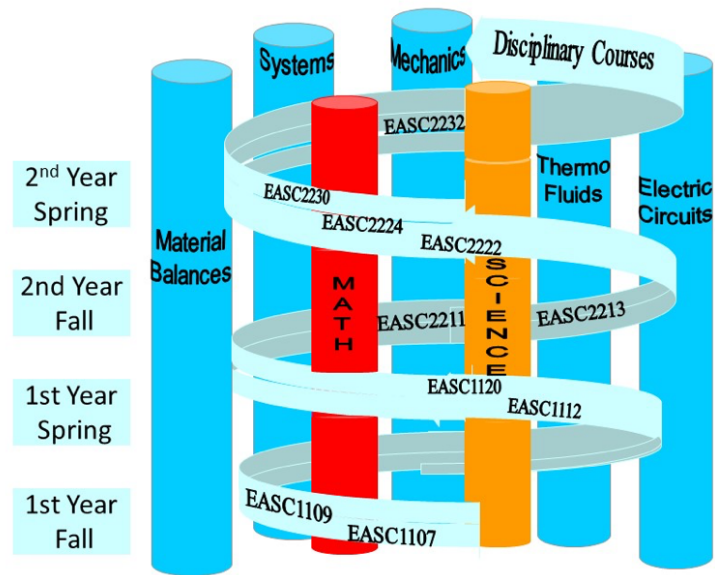 Systems
Mechanics
Disciplinary Courses
EASC2232
2nd Year
Spring
Thermo
Fluids
Electric
Circuits
EASC2230
EASC2224
EASC2222
Material
Balances
2nd Year
Fall
MATH
SCIENCE
EASC2211
EASC2213
1st Year
Spring
EASC1120
EASC1112
1st Year
Fall
EASC1109
EASC1107